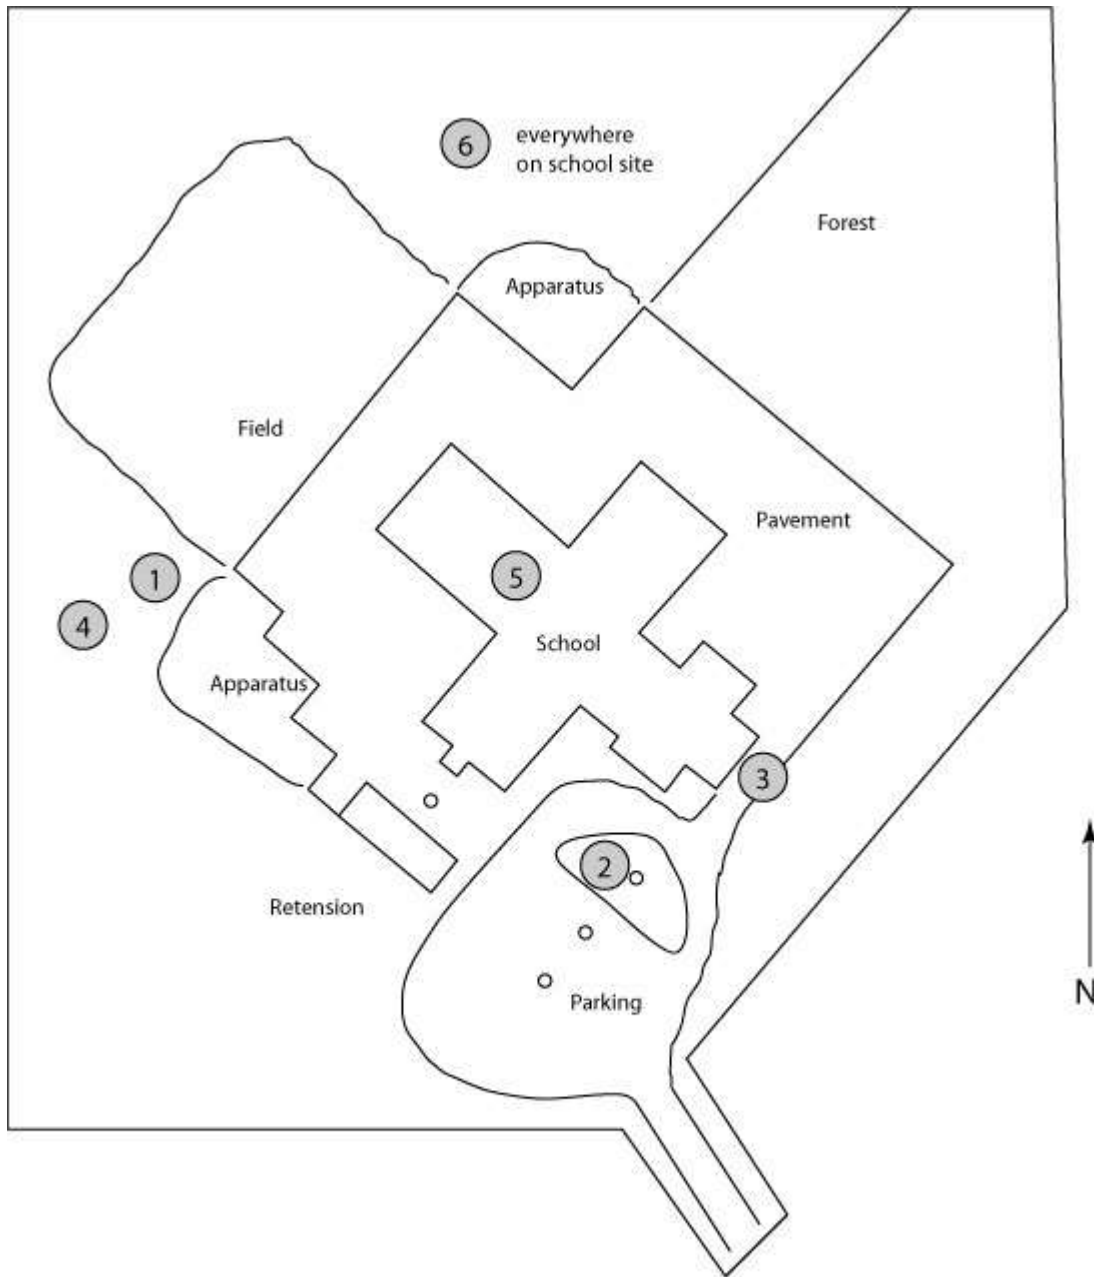 6
everywhere
on school site
Forest
Apparatus
Field
Pavement
5
1
4
School
Apparatus
3
2
Retension
Parking
N